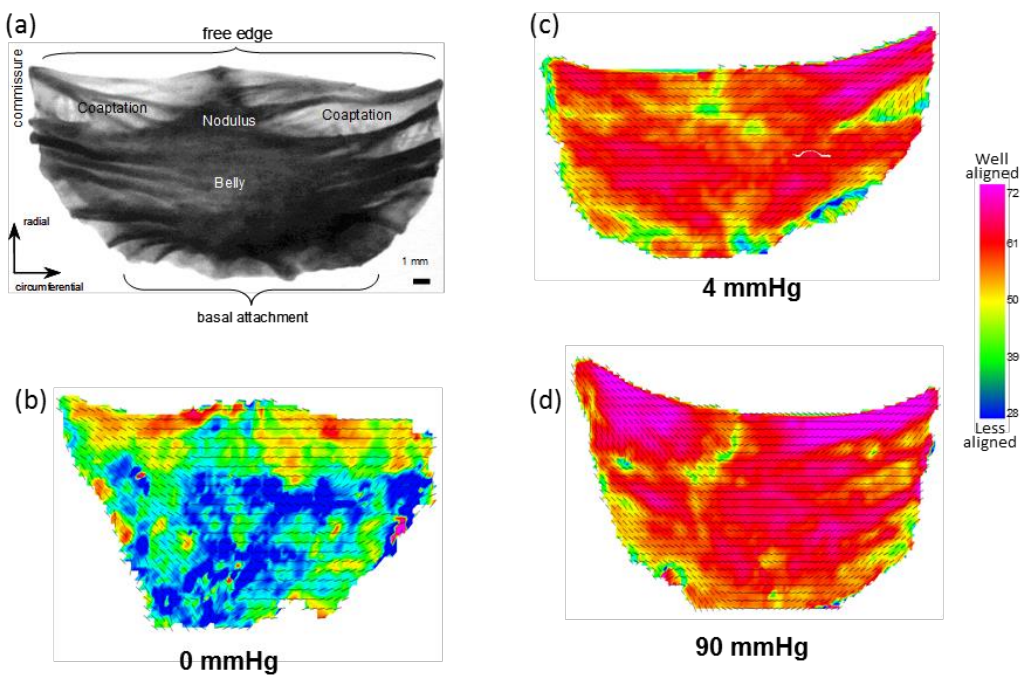 (a)
free edge
commissure
Coaptation
Nodulus
Coaptation
Belly
radial
circumferential
1 mm
basal attachment
(b)
0 mmHg
(c)
4 mmHg
(d)
90 mmHg
Well
aligned
72
61
50
39
28
Less
aligned